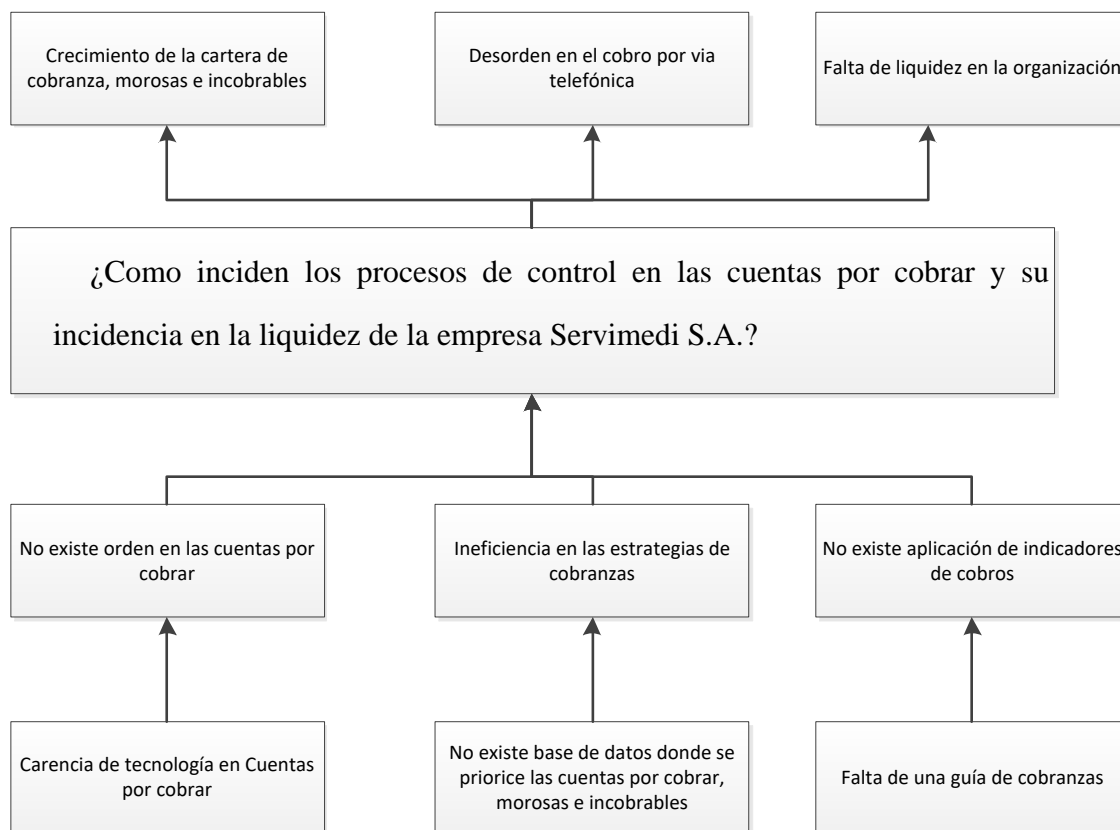 Crecimiento de la cartera de
cobranza, morosas e incobrables
Desorden en el cobro por via
telefónica
Falta de liquidez en la organización
¿Como inciden los procesos de control en las cuentas por cobrar y su
incidencia en la liquidez de la empresa Servimedi S.A.?
No existe orden en las cuentas por
cobrar
Ineficiencia en las estrategias de
cobranzas
No existe aplicación de indicadores
de cobros
Carencia de tecnología en Cuentas
por cobrar
No existe base de datos donde se
priorice las cuentas por cobrar,
morosas e incobrables
Falta de una guía de cobranzas